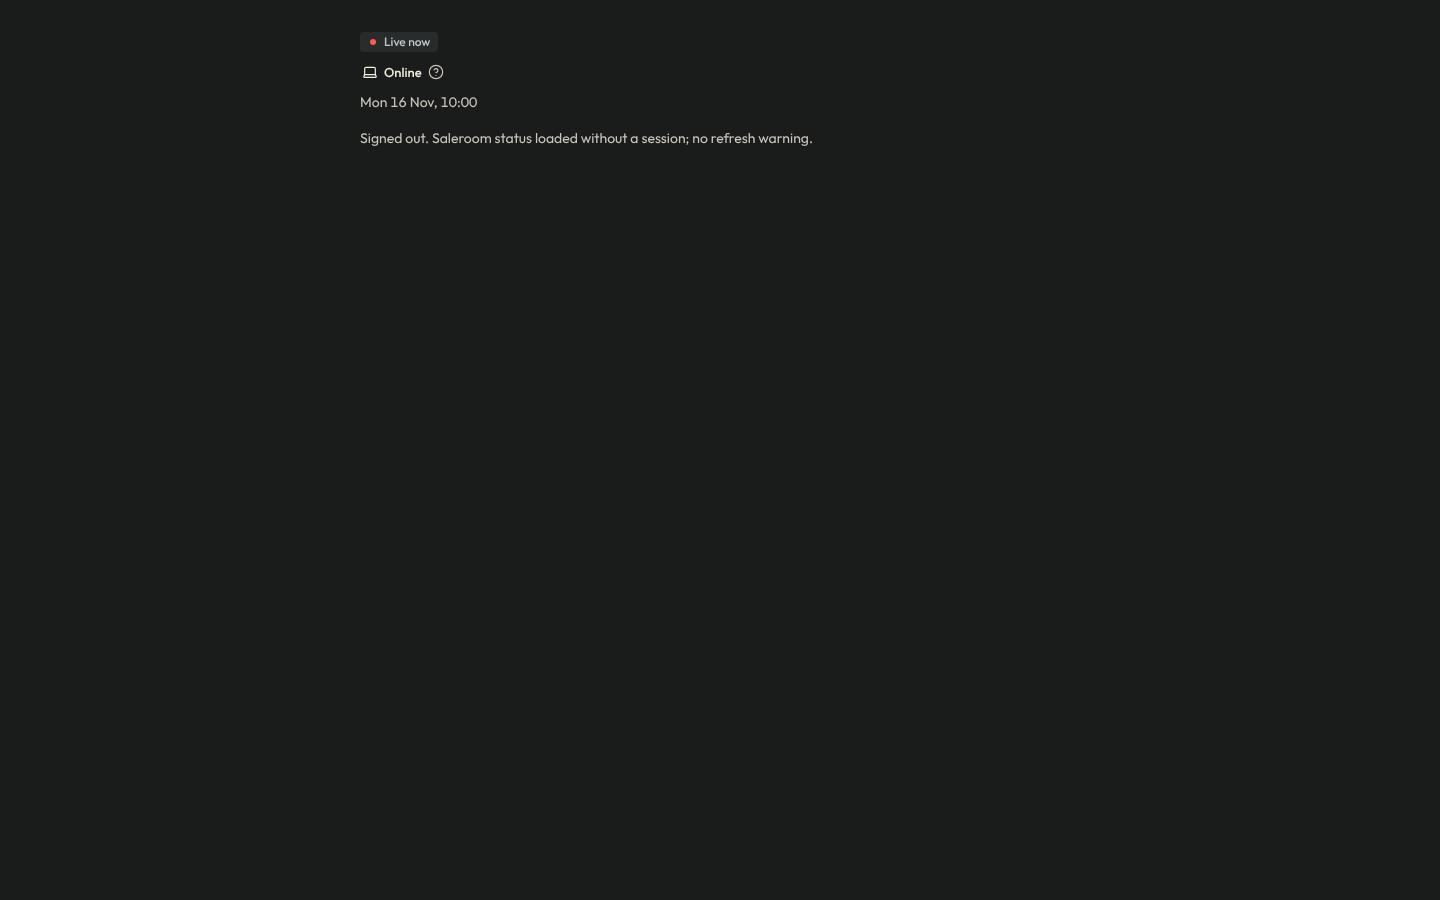 Live now
Online
Mon 16 Nov, 10:00
Signed out. Saleroom status loaded without a session; no refresh warning.